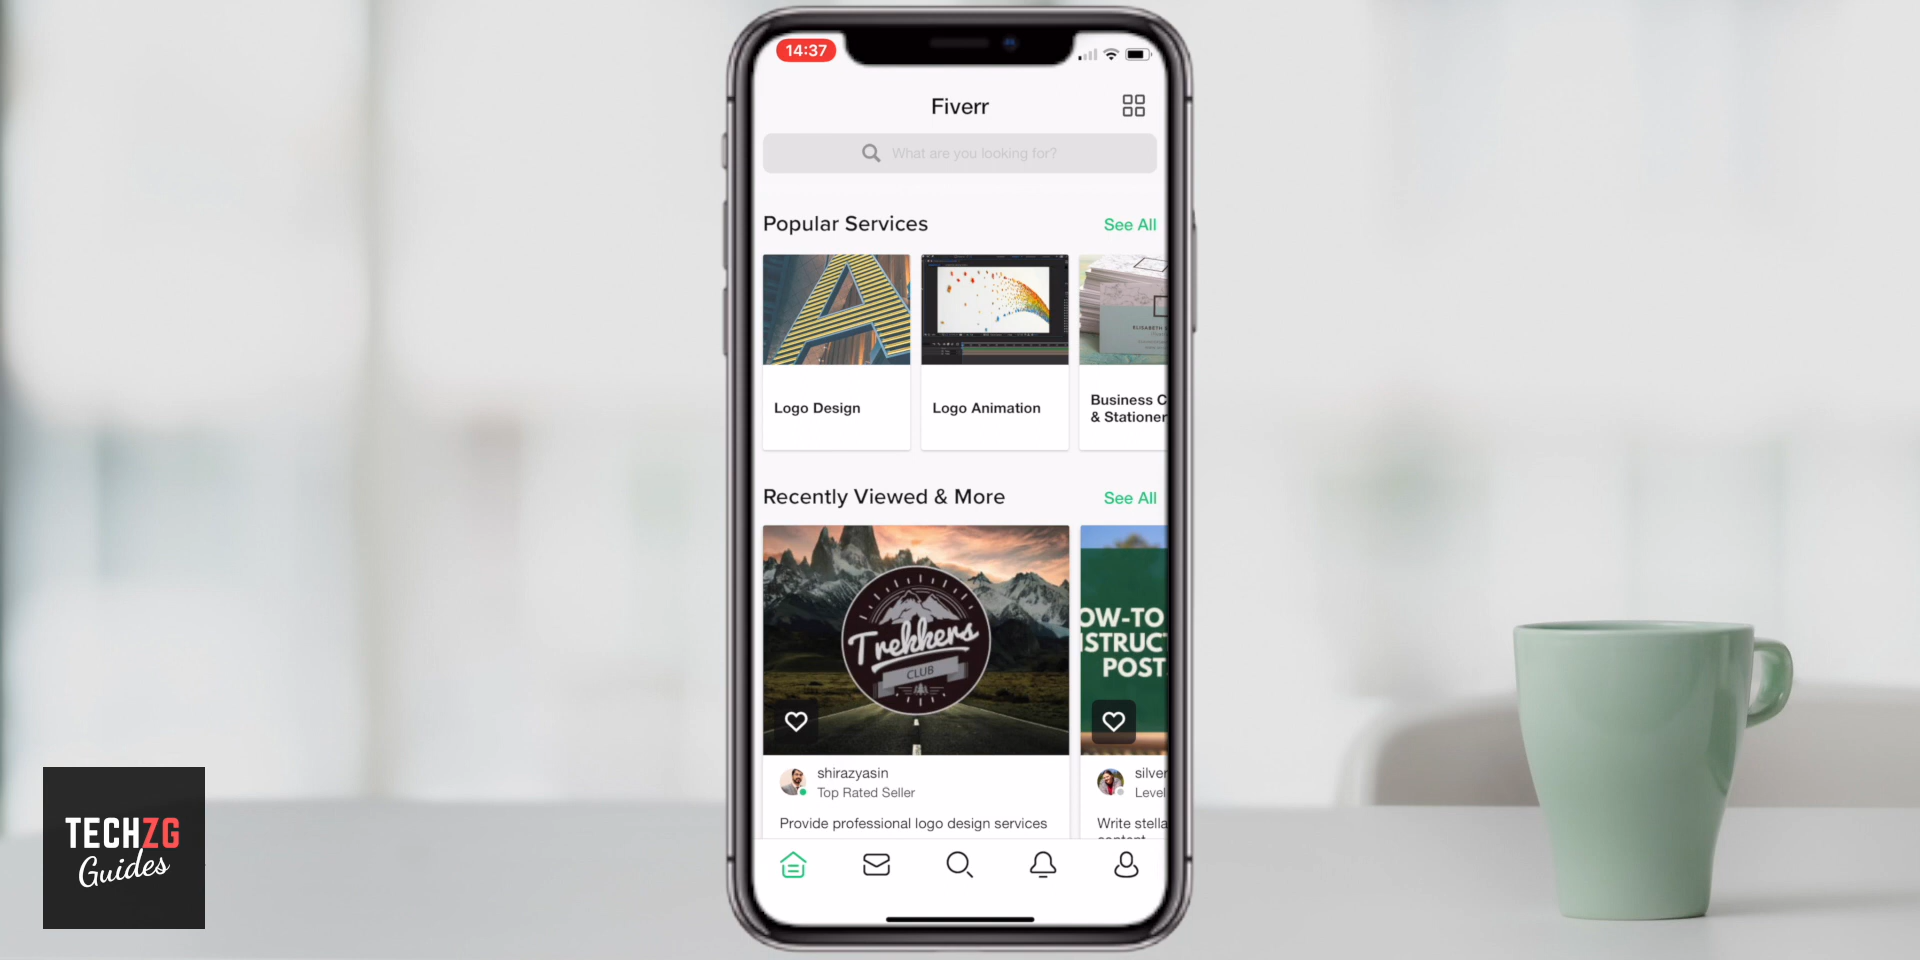 14:37
Fiverr
What are you looking for?
Popular Services
See All
Logo Design
Logo Animation
Business C
& Stationer
Recently Viewed & More
See All
Trekkers
CLUB
OW-TO
STRUC
POST
shirazyasin
Top Rated Seller
Provide professional logo design services
silver
Level
Write stella
TECHZG
Guides